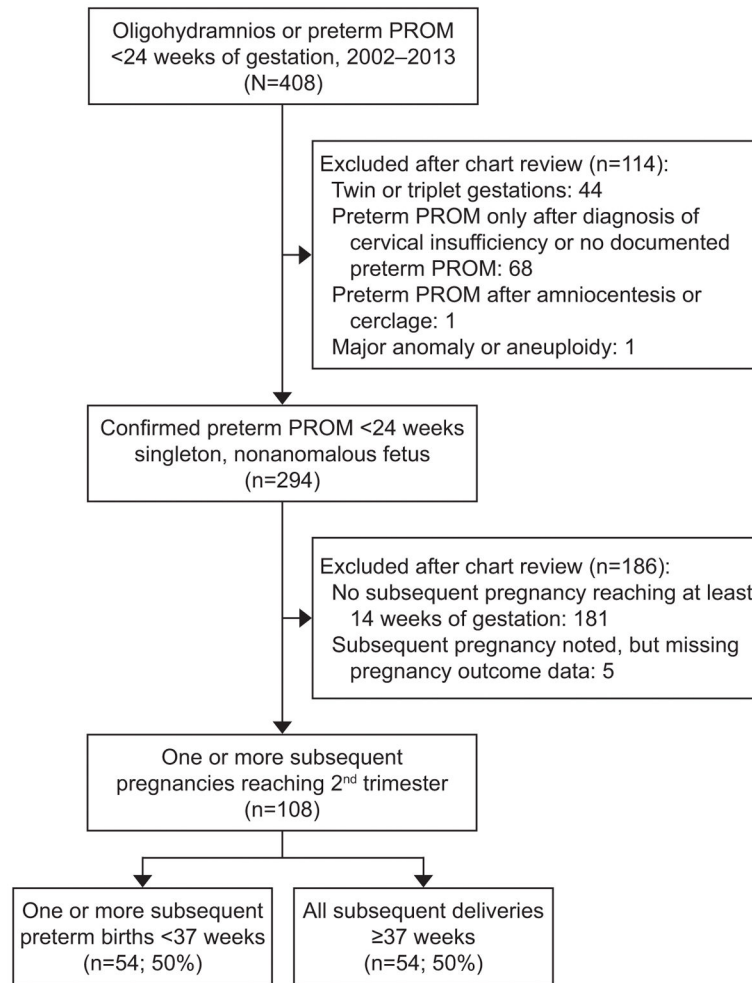 Oligohydramnios or preterm PROM
<24 weeks of gestation, 2002–2013
(N=408)
Excluded after chart review (n=114):
Twin or triplet gestations: 44
Preterm PROM only after diagnosis of
cervical insufficiency or no documented
preterm PROM: 68
Preterm PROM after amniocentesis or
cerclage: 1
Major anomaly or aneuploidy: 1
Confirmed preterm PROM <24 weeks
singleton, nonanomalous fetus
(n=294)
Excluded after chart review (n=186):
No subsequent pregnancy reaching at least
14 weeks of gestation: 181
Subsequent pregnancy noted, but missing
pregnancy outcome data: 5
One or more subsequent
pregnancies reaching 2nd trimester
(n=108)
One or more subsequent
preterm births <37 weeks
(n=54; 50%)
All subsequent deliveries
≥37 weeks
(n=54; 50%)